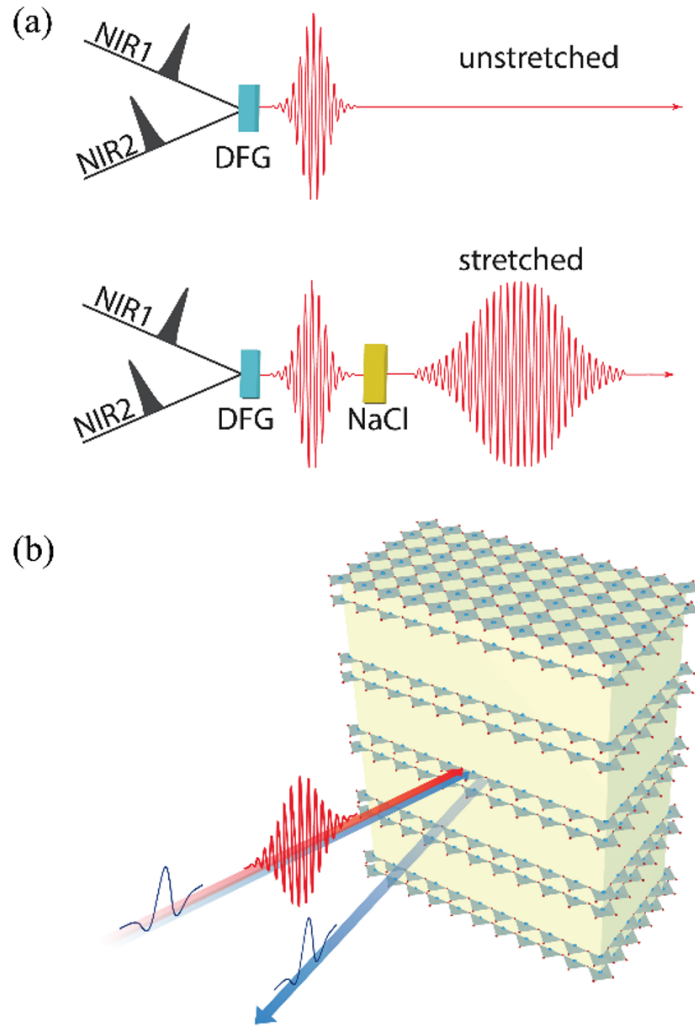 (a)
NIR1
unstretched
NIR2
DFG
stretched
NIR1
NIR2
DFG
NaCl
(b)